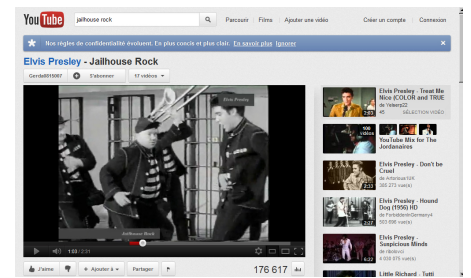 YouTube
jailhouse rock
Parcourir Films Ajouter une vidéo
Créer un compte Connexion
Nos règles de confidentialité évoluent. En plus concis et plus clair. En savoir plus Ignorer
Elvis Presley - Jailhouse Rock
S'abonner 17 vidéos
Elvis Presley
Jailhouse Rock
1:03 / 2:31
J'aime
Ajouter à
Partager
176 617
Elvis Presley - Treat Me
Nice (COLOR and TRUE
SÉLECTION VIDÉO
100
vidéos
YouTube Mix for The
Jordanaires
Elvis Presley - Don't be
Cruel
Elvis Presley - Hound
Dog (1956) HD
Elvis Presley -
Suspicious Minds
Little Richard - Tutti